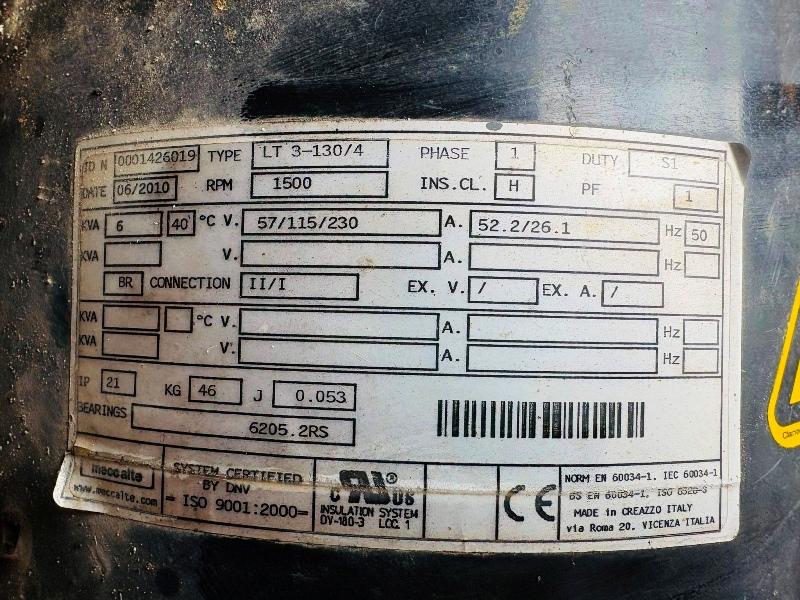 0001426019 TYPE LT 3-130/4 PHASE 1 DUTY S1
DATE 06/2010 RPM 1500 INS.CL. H PF 1
KVA 6 40 °C V. 57/115/230 A. 52.2/26.1 Hz 50
KVA V. A. Hz
BR CONNECTION II/I EX. V. / EX. A. /
KVA °C V. A. Hz
KVA V. A. Hz
IP 21 KG 46 J 0.053
BEARINGS 6205.2RS
meccalte
www.meccalte.com
SYSTEM CERTIFIED
BY DNV
= ISO 9001:2000=
c RU ® US
INSULATION SYSTEM
DV-180-3 LOC. 1
CE
NORM EN 60034-1, IEC 60034-1
BS EN 60034-1, ISO 8528-3
MADE in CREAZZO ITALY
via Roma 20, VICENZA ITALIA